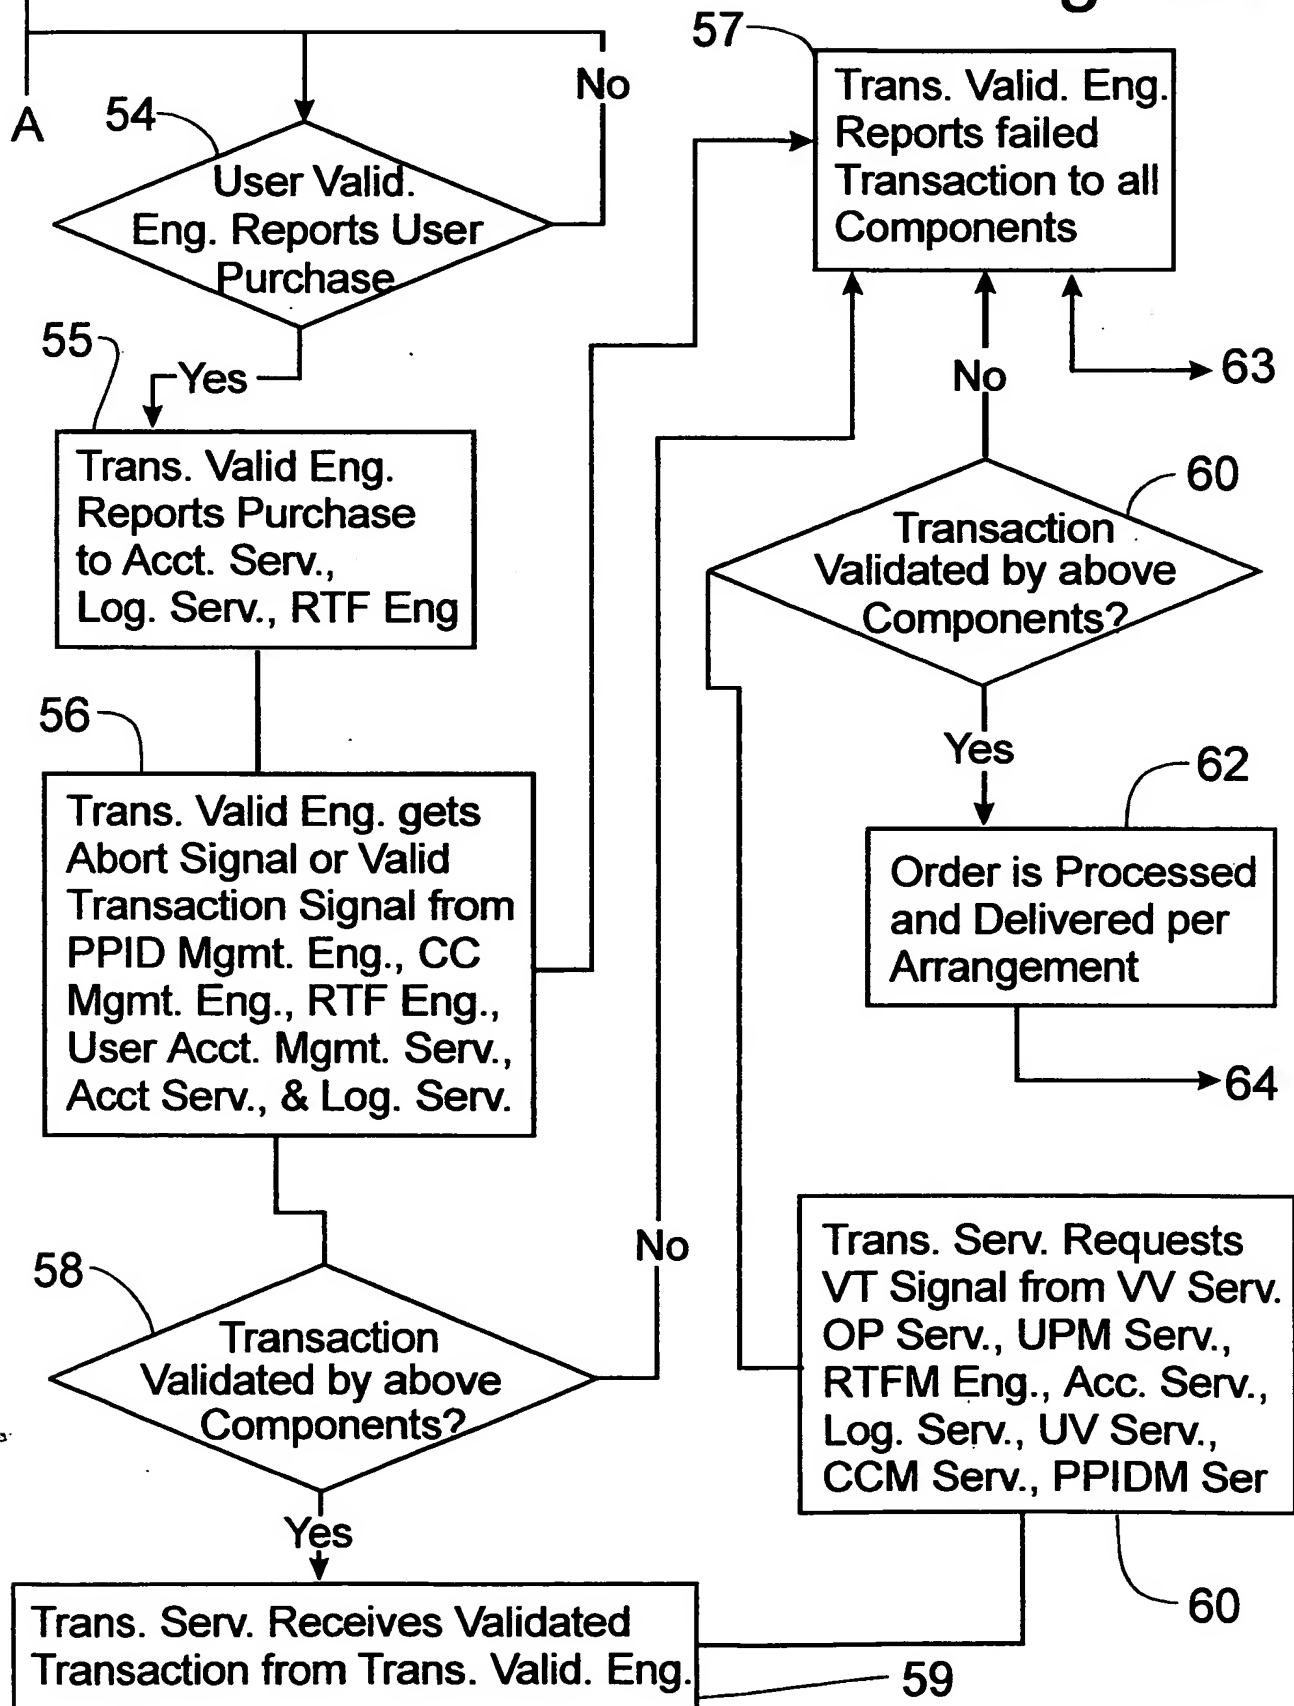 57
No
A
54
Trans. Valid. Eng.
Reports failed
Transaction to all
Components
User Valid.
Eng. Reports User
Purchase
55
Yes
63
No
Trans. Valid Eng.
Reports Purchase
to Acct. Serv.,
Log. Serv., RTF Eng
60
Transaction
Validated by above
Components?
56
Yes
62
Trans. Valid Eng. gets
Abort Signal or Valid
Transaction Signal from
PPID Mgmt. Eng., CC
Mgmt. Eng., RTF Eng.,
User Acct. Mgmt. Serv.,
Acct Serv., & Log. Serv.
Order is Processed
and Delivered per
Arrangement
64
No
58
Transaction
Validated by above
Components?
Trans. Serv. Requests
VT Signal from VV Serv.
OP Serv., UPM Serv.,
RTFM Eng., Acc. Serv.,
Log. Serv., UV Serv.,
CCM Serv., PPIDM Ser
Yes
60
Trans. Serv. Receives Validated
Transaction from Trans. Valid. Eng.
59